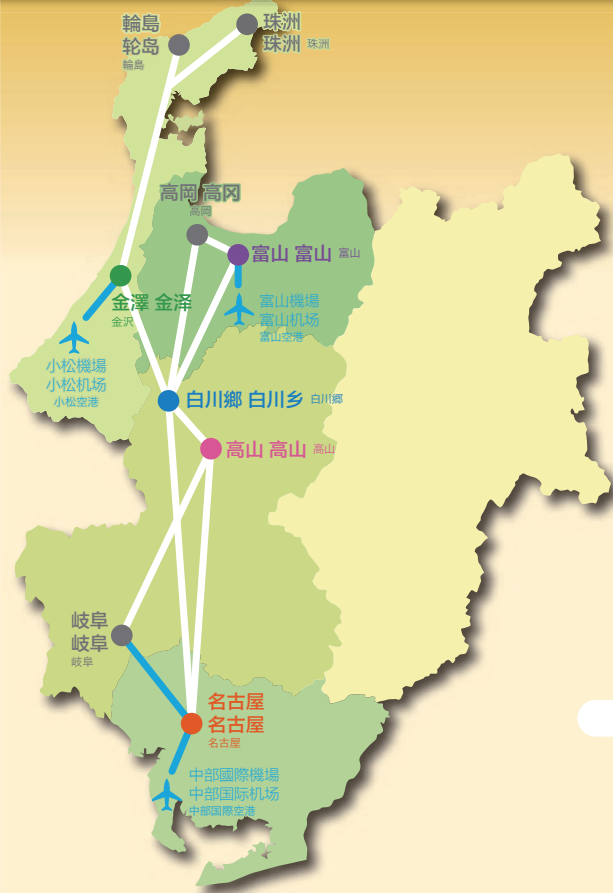 輪島
轮岛
輪島
珠洲
珠洲 珠洲
高岡 高冈
高岡
富山 富山 富山
金澤 金泽
金沢
富山機場
富山机场
富山空港
小松機場
小松机场
小松空港
白川鄉 白川乡 白川郷
高山 高山 高山
岐阜
岐阜
岐阜
名古屋
名古屋
名古屋
中部國際機場
中部国际机场
中部国際空港